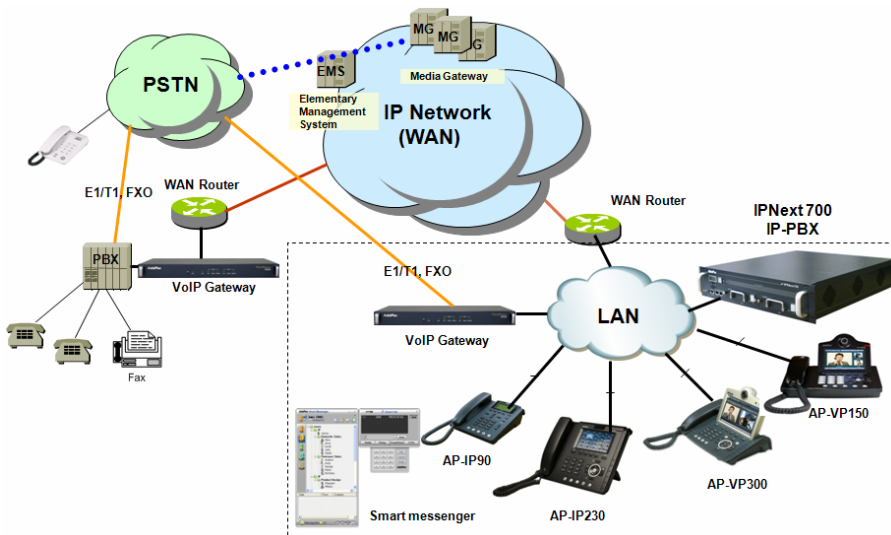 MG
MG
G
EMS
Media Gateway
PSTN
Elementary
Management
System
IP Network
(WAN)
E1/T1, FXO
WAN Router
WAN Router
IPNext 700
IP-PBX
PBX
VoIP Gateway
E1/T1, FXO
LAN
VoIP Gateway
Fax
AP-VP150
AP-IP90
AP-VP300
AP-IP230
Smart messenger